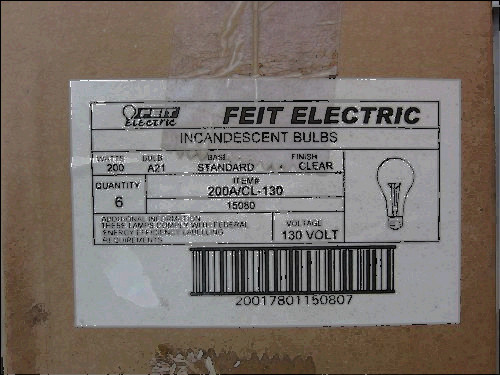 FEIT
Electric
FEIT ELECTRIC
INCANDESCENT BULBS
WATTS BULB BASE FINISH
200 A21 STANDARD CLEAR
QUANTITY
6
ITEM#
200A/CL-130
15080
ADDITIONAL INFORMATION
THESE LAMPS COMPLY WITH FEDERAL
ENERGY EFFICIENCY LABELLING
REQUIREMENTS
VOLTAGE
130 VOLT
20017801150807